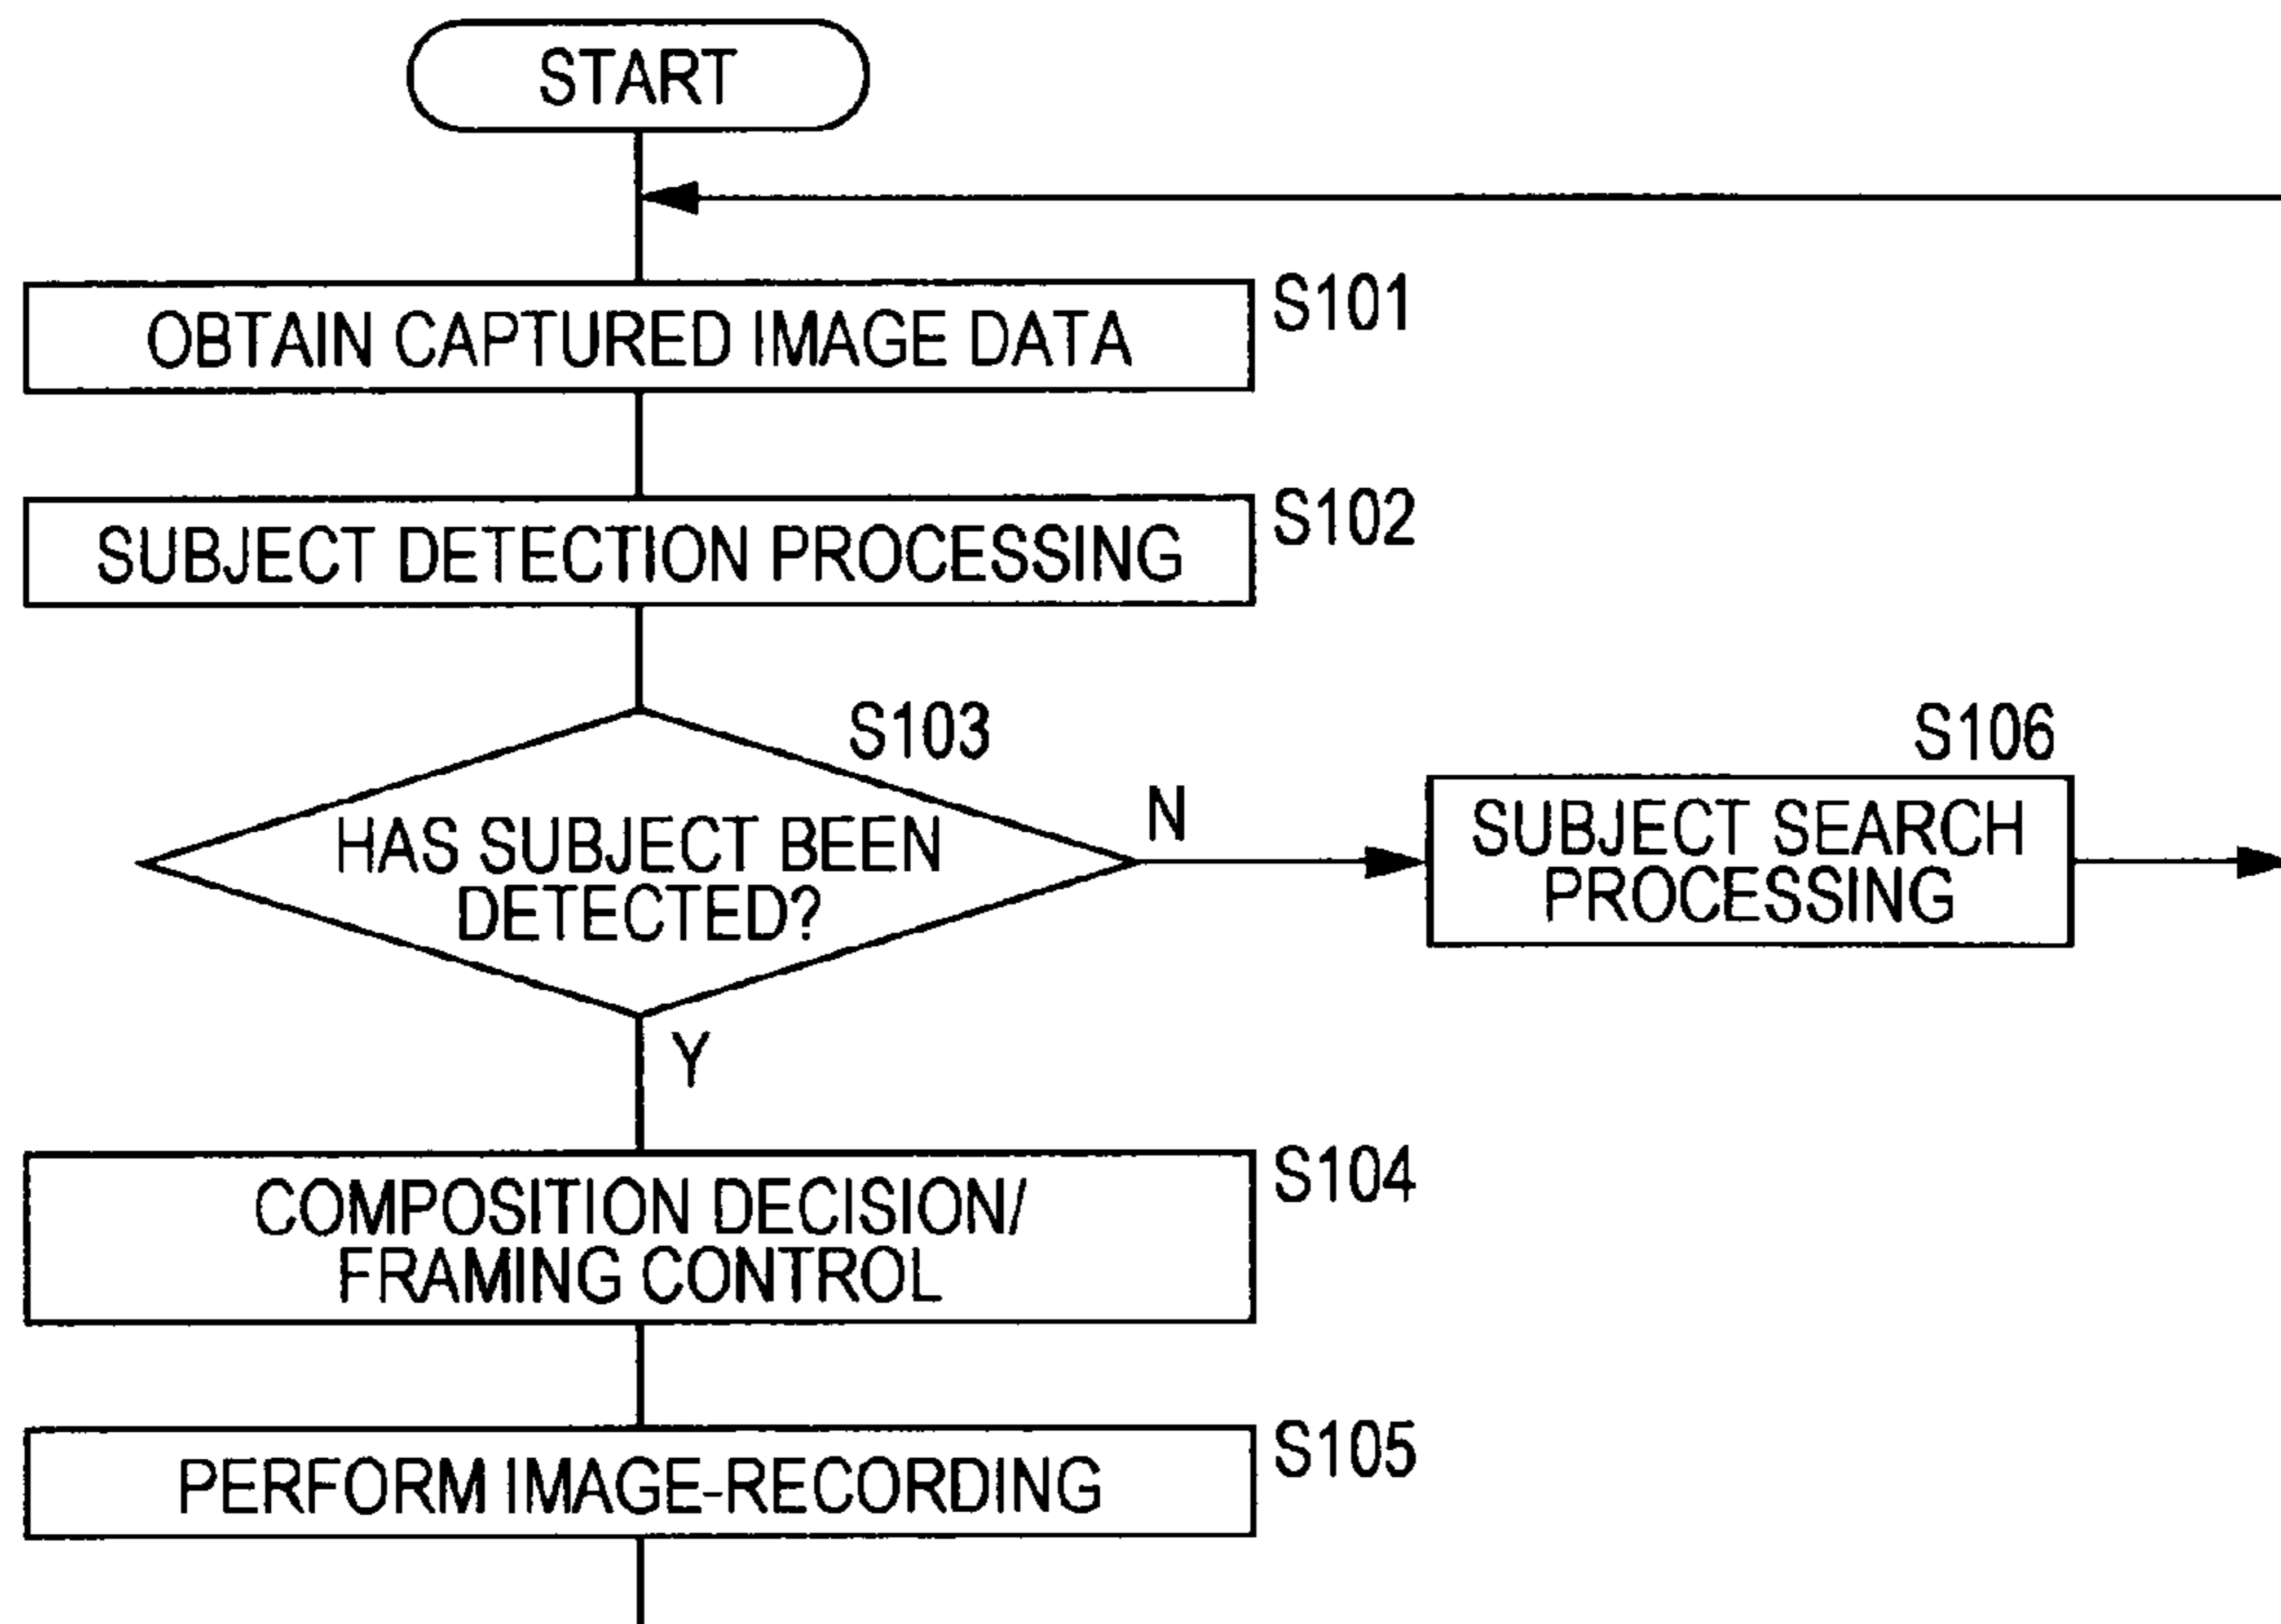 START
OBTAIN CAPTURED IMAGE DATA
S101
SUBJECT DETECTION PROCESSING
S102
S103
HAS SUBJECT BEEN
DETECTED?
N
S106
SUBJECT SEARCH
PROCESSING
Y
COMPOSITION DECISION/
FRAMING CONTROL
S104
PERFORM IMAGE-RECORDING
S105